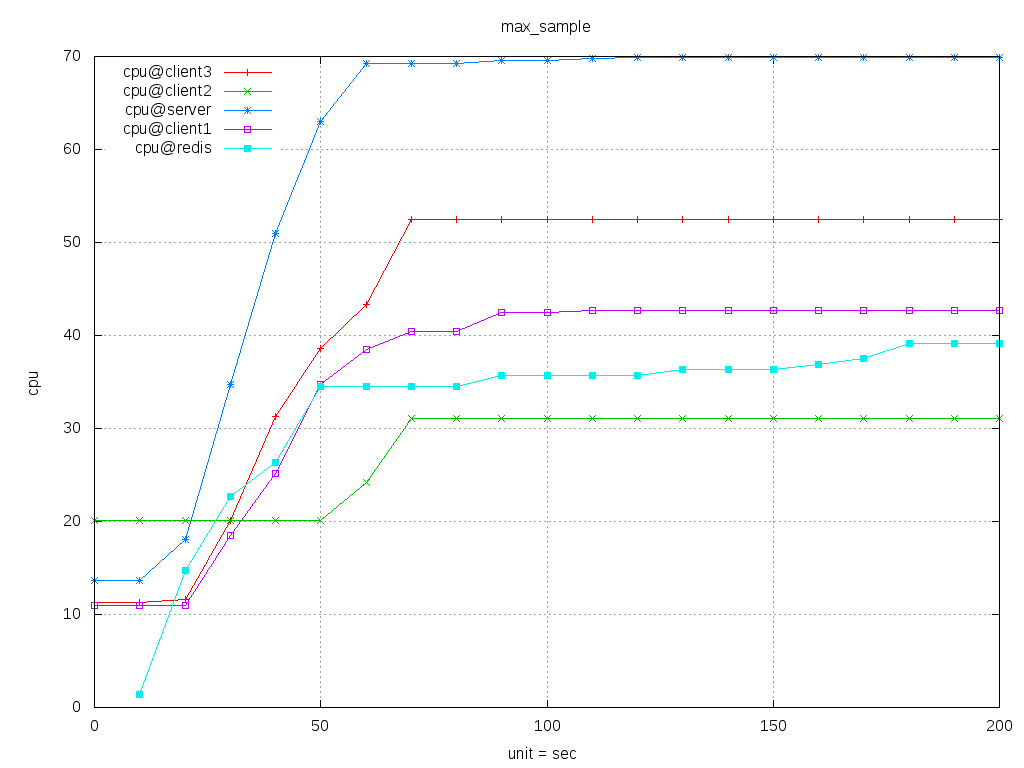 max_sample
70
60
50
40
30
20
10
0
cpu
cpu@client3
cpu@client2
cpu@server
cpu@client1
cpu@redis
0 50 100 150 200
unit = sec